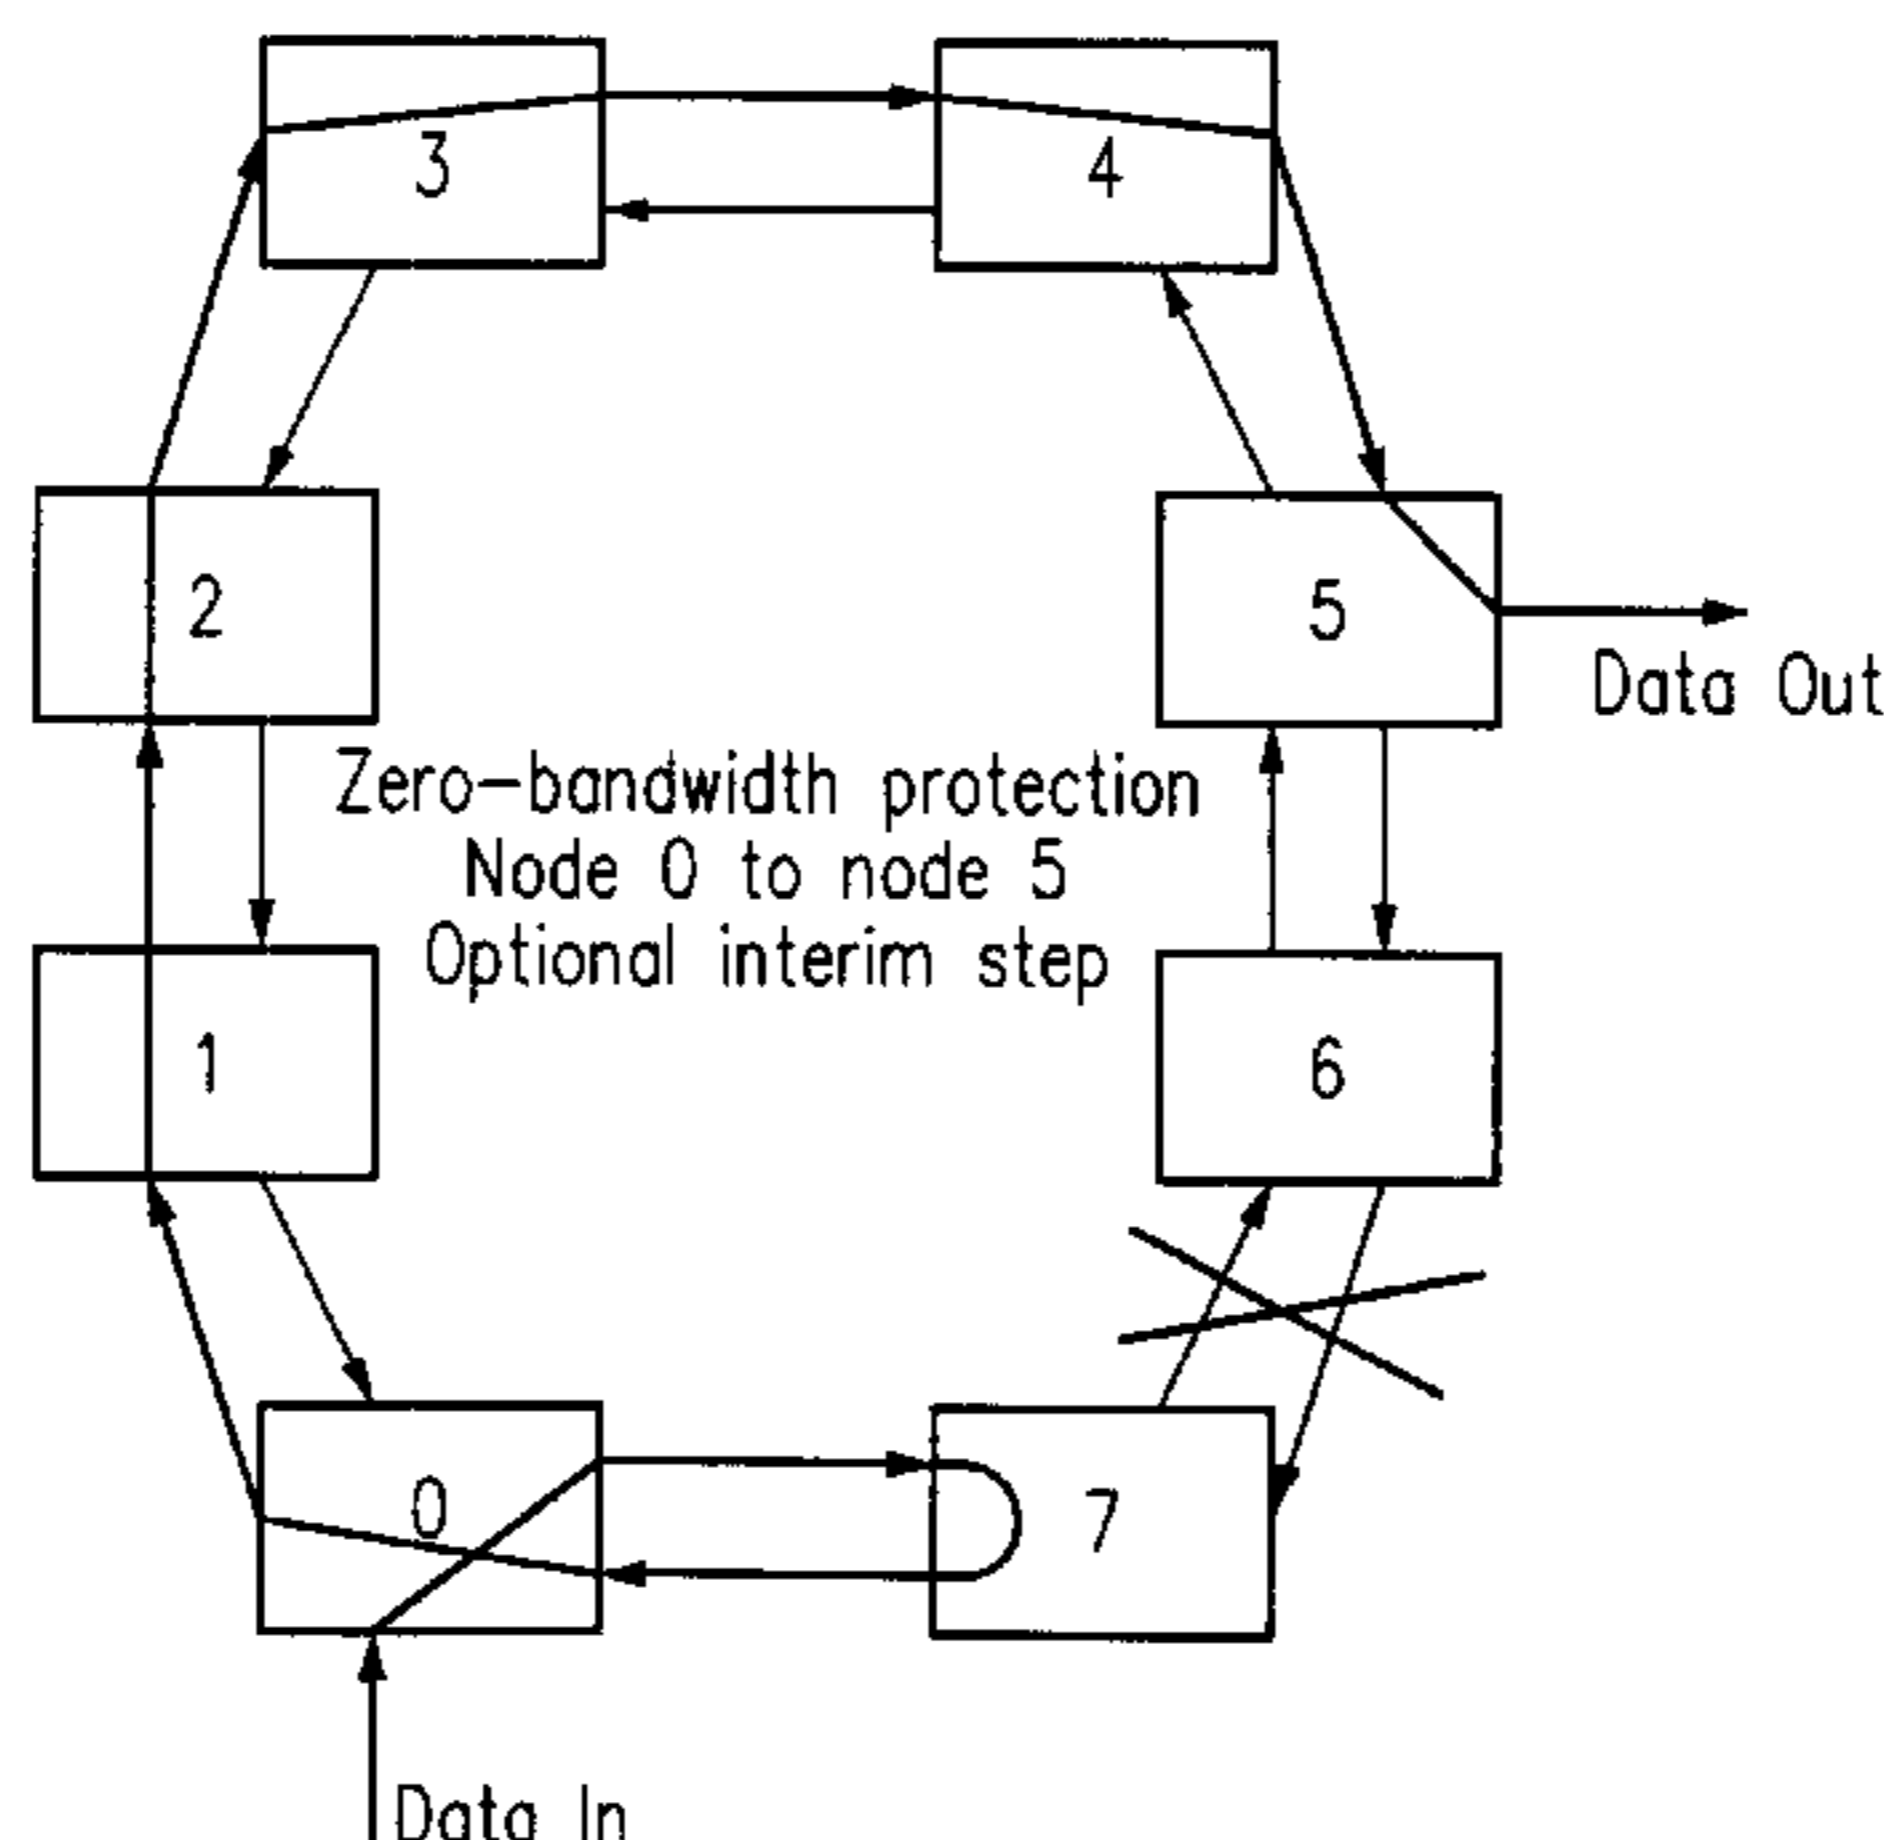 3
4
2
5
Data Out
Zero-bandwidth protection
Node 0 to node 5
Optional interim step
1
6
0
7
Data In